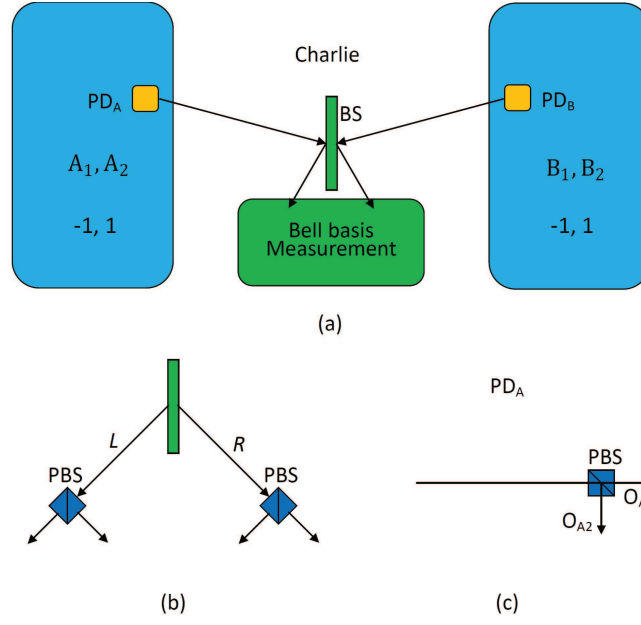 Charlie
PD_A
BS
PD_B
A_1, A_2
B_1, B_2
-1, 1
-1, 1
Bell basis
Measurement
(a)
L
R
PBS
PBS
(b)
PD_A
PBS
O_A2
(c)